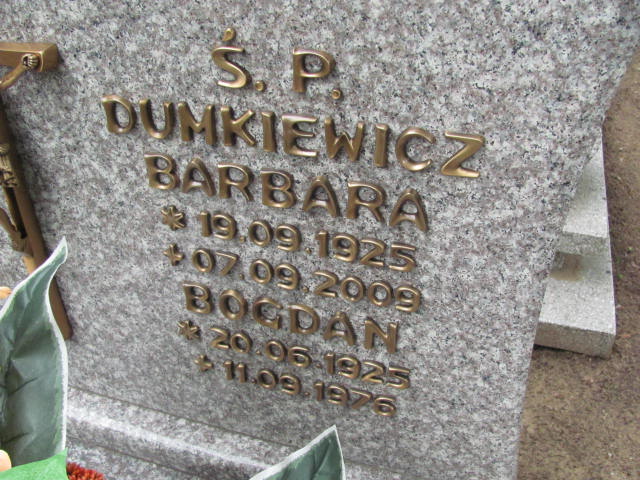 Ś. P.
DUMKIEWICZ
BARBARA
* 19.09.1925
+ 07.09.2009
BOGDAN
* 20.06.1925
+ 11.09.1976